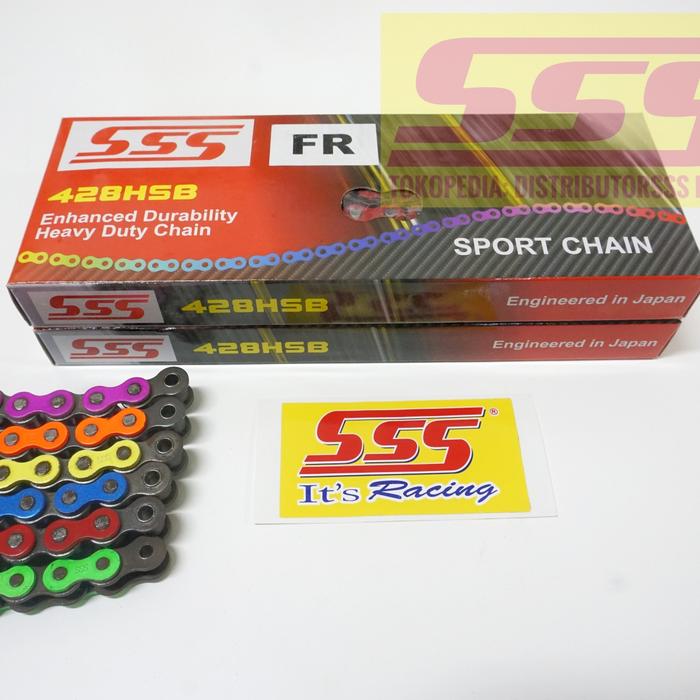 SSS
TOKOPEDIA: DISTRIBUTORSSS
SSS
FR
428HSB
Enhanced Durability
Heavy Duty Chain
SPORT CHAIN
SSS
428HSB
Engineered in Japan
SSS
428HSB
Engineered in Japan
SSS®
It's Racing
SSS